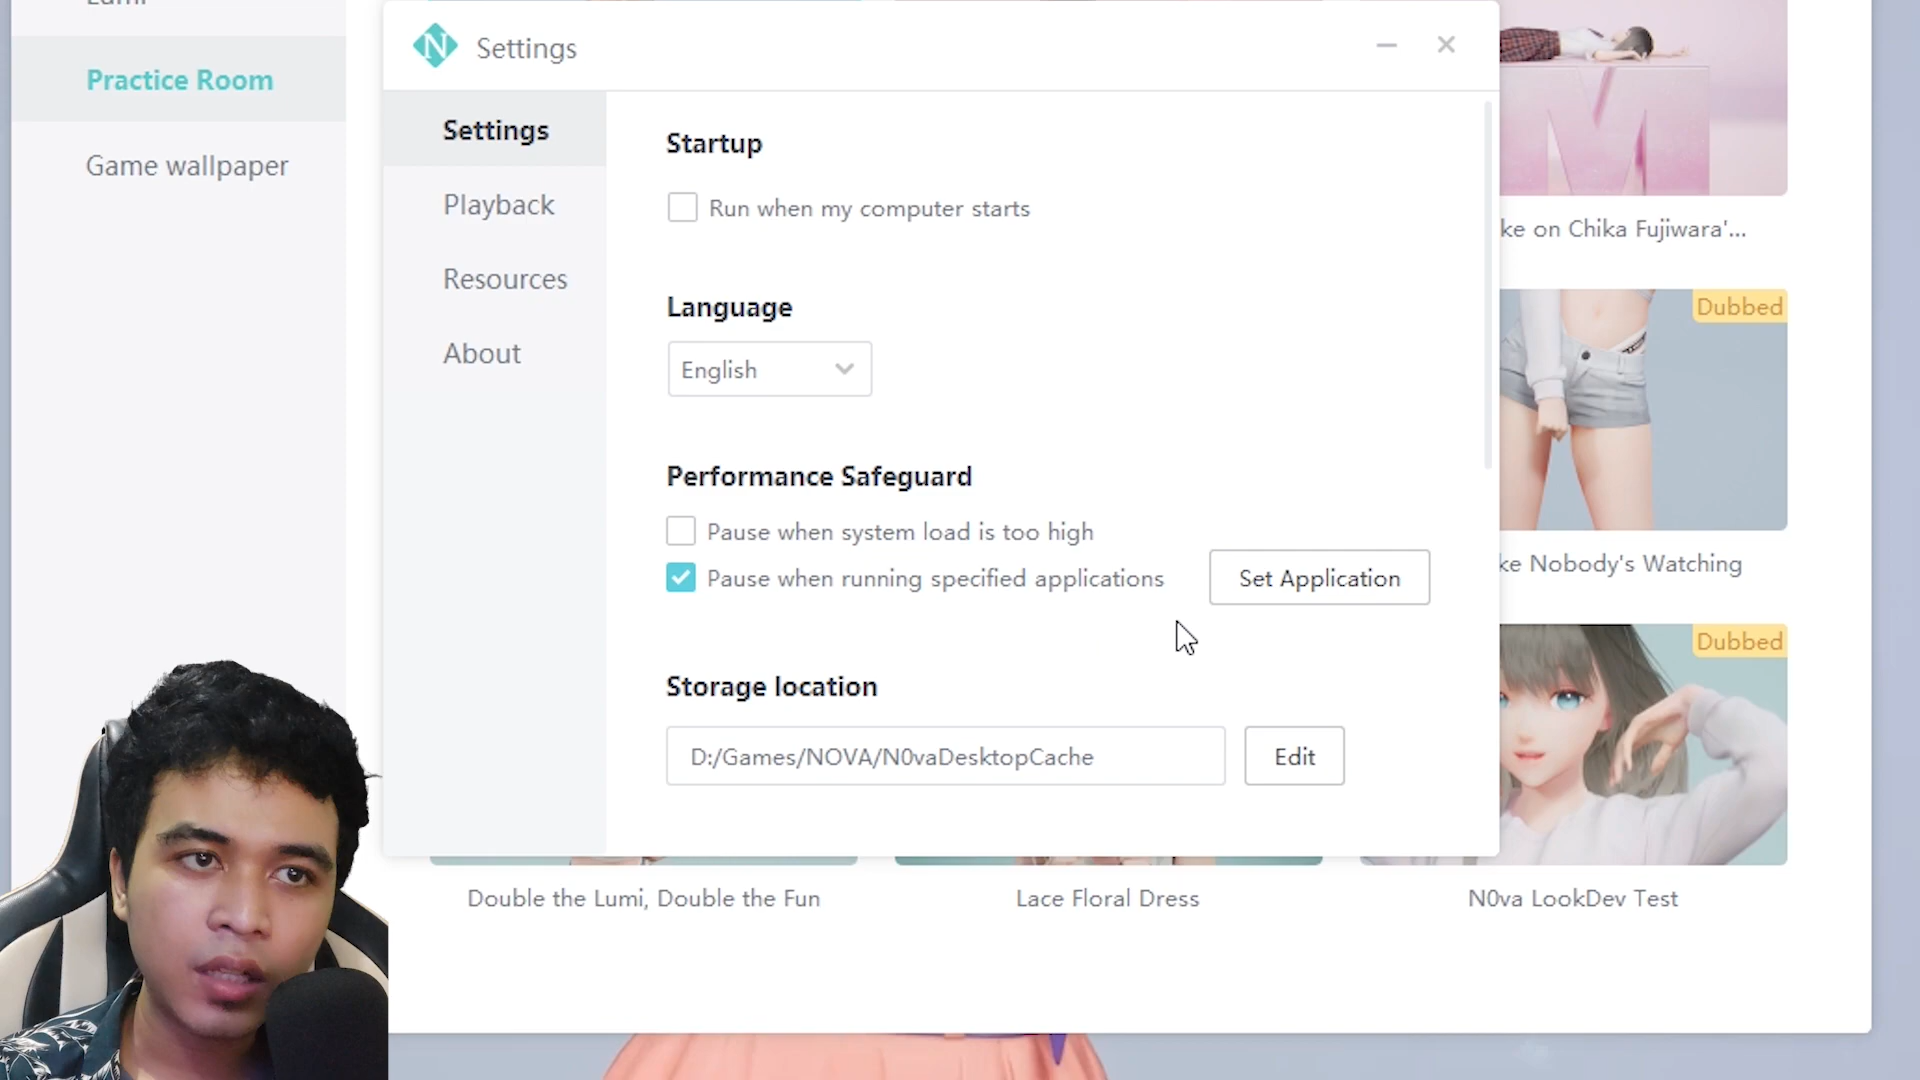 Lumi
Practice Room
Game wallpaper
N Settings
Settings
Playback
Resources
About
Startup
Run when my computer starts
Language
English
Performance Safeguard
Pause when system load is too high
Pause when running specified applications
Set Application
Storage location
D:/Games/NOVA/N0vaDesktopCache
Edit
M
ke on Chika Fujiwara'...
Dubbed
ke Nobody's Watching
Dubbed
Double the Lumi, Double the Fun
Lace Floral Dress
N0va LookDev Test